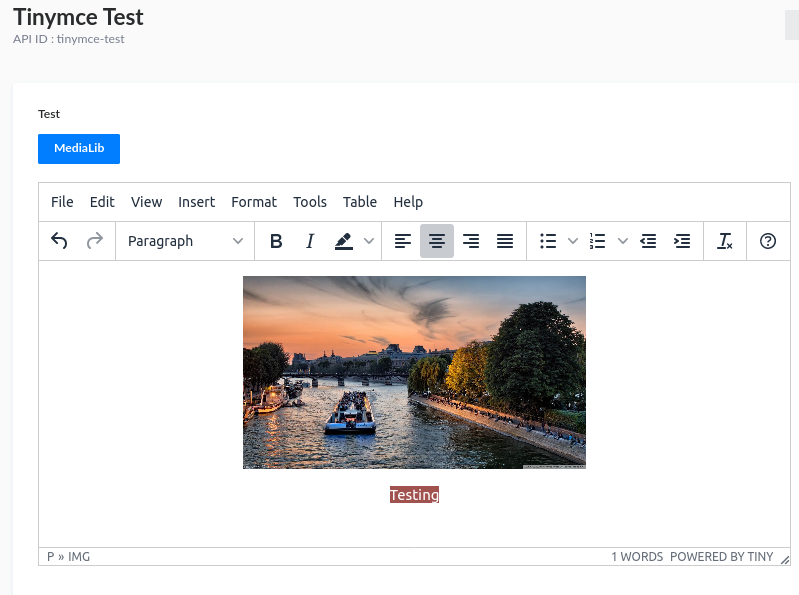 Tinymce Test
API ID : tinymce-test
Test
MediaLib
File Edit View Insert Format Tools Table Help
Paragraph B I
Testing
P » IMG 1 WORDS POWERED BY TINY